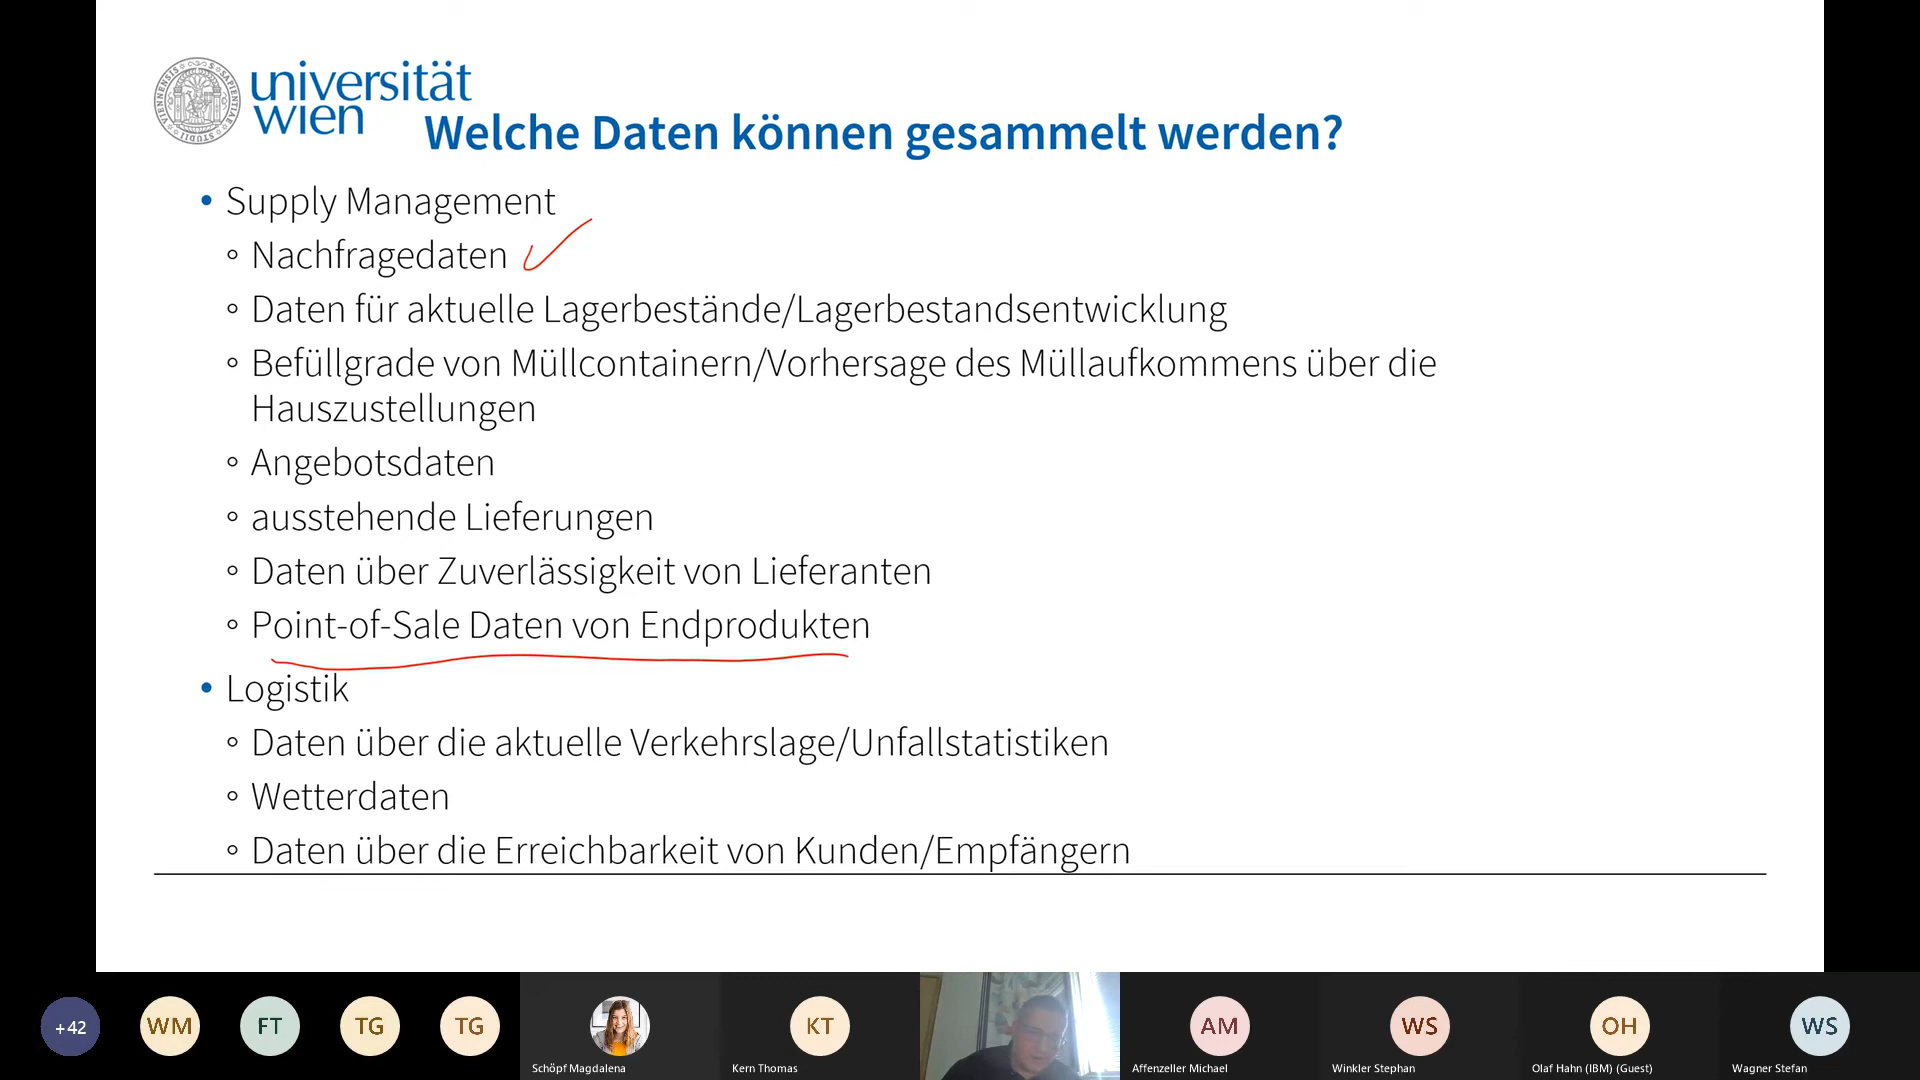 universität
wien
Welche Daten können gesammelt werden?
• Supply Management
◦ Nachfragedaten
◦ Daten für aktuelle Lagerbestände/Lagerbestandsentwicklung
◦ Befüllgrade von Müllcontainern/Vorhersage des Müllaufkommens über die
Hauszustellungen
◦ Angebotsdaten
◦ ausstehende Lieferungen
◦ Daten über Zuverlässigkeit von Lieferanten
◦ Point-of-Sale Daten von Endprodukten
• Logistik
◦ Daten über die aktuelle Verkehrslage/Unfallstatistiken
◦ Wetterdaten
◦ Daten über die Erreichbarkeit von Kunden/Empfängern
+42 WM FT TG TG KT AM WS OH WS
Schöpf Magdalena Kern Thomas Affenzeller Michael Winkler Stephan Olaf Hahn (IBM) (Guest) Wagner Stefan